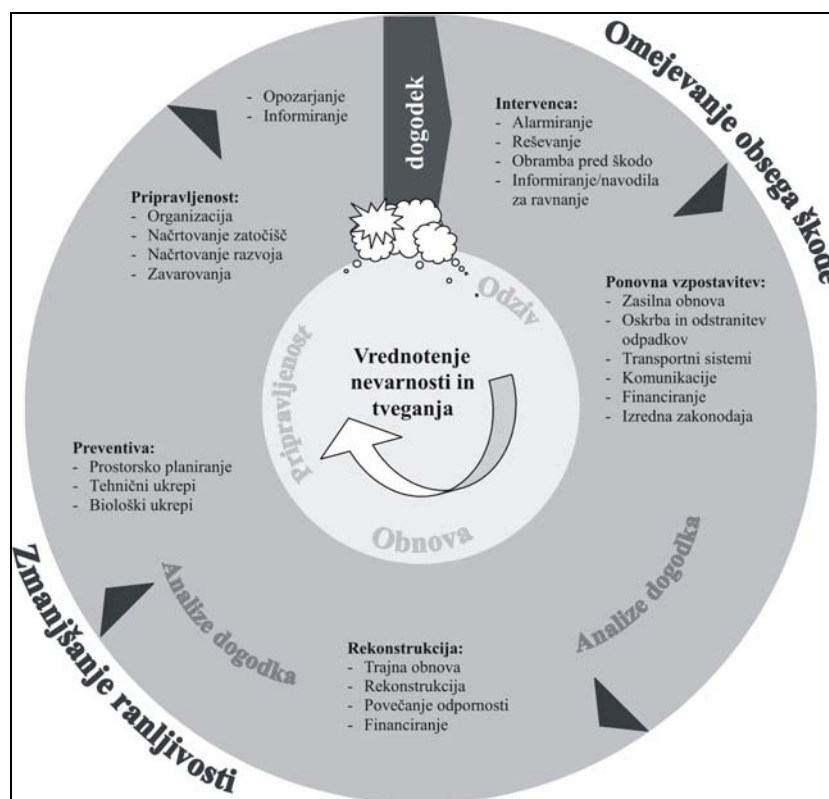 dogodek
Omejevanje obsega škode
Intervenca:
- Alarmiranje
- Reševanje
- Obramba pred škodo
- Informiranje/navodila
za ravnanje
Ponovna vzpostavitev:
- Zasilna obnova
- Oskrba in odstranitev
odpadkov
- Transportni sistemi
- Komunikacije
- Financiranje
- Izredna zakonodaja
Analize dogodka
Rekonstrukcija:
- Trajna obnova
- Rekonstrukcija
- Povečanje odpornosti
- Financiranje
Analize dogodka
Zmanjšanje ranljivosti
Preventiva:
- Prostorsko planiranje
- Tehnični ukrepi
- Biološki ukrepi
Pripravljenost:
- Organizacija
- Načrtovanje zatočišč
- Načrtovanje razvoja
- Zavarovanja
- Opozarjanje
- Informiranje
Odziv
Obnova
Pripravljenost
Vrednotenje
nevarnosti in
tveganja